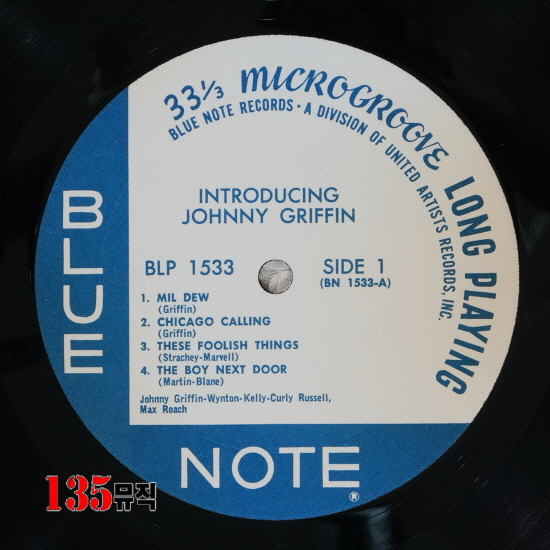 33⅓ MICROGROOVE LONG PLAYING
BLUE NOTE RECORDS • A DIVISION OF UNITED ARTISTS RECORDS, INC.
INTRODUCING
JOHNNY GRIFFIN
BLP 1533 SIDE 1
(BN 1533-A)
1. MIL DEW
(Griffin)
2. CHICAGO CALLING
(Griffin)
3. THESE FOOLISH THINGS
(Strachey-Marvell)
4. THE BOY NEXT DOOR
(Martin-Blane)
Johnny Griffin-Wynton-Kelly-Curly Russell,
Max Roach
BLUE
NOTE®
135뮤직